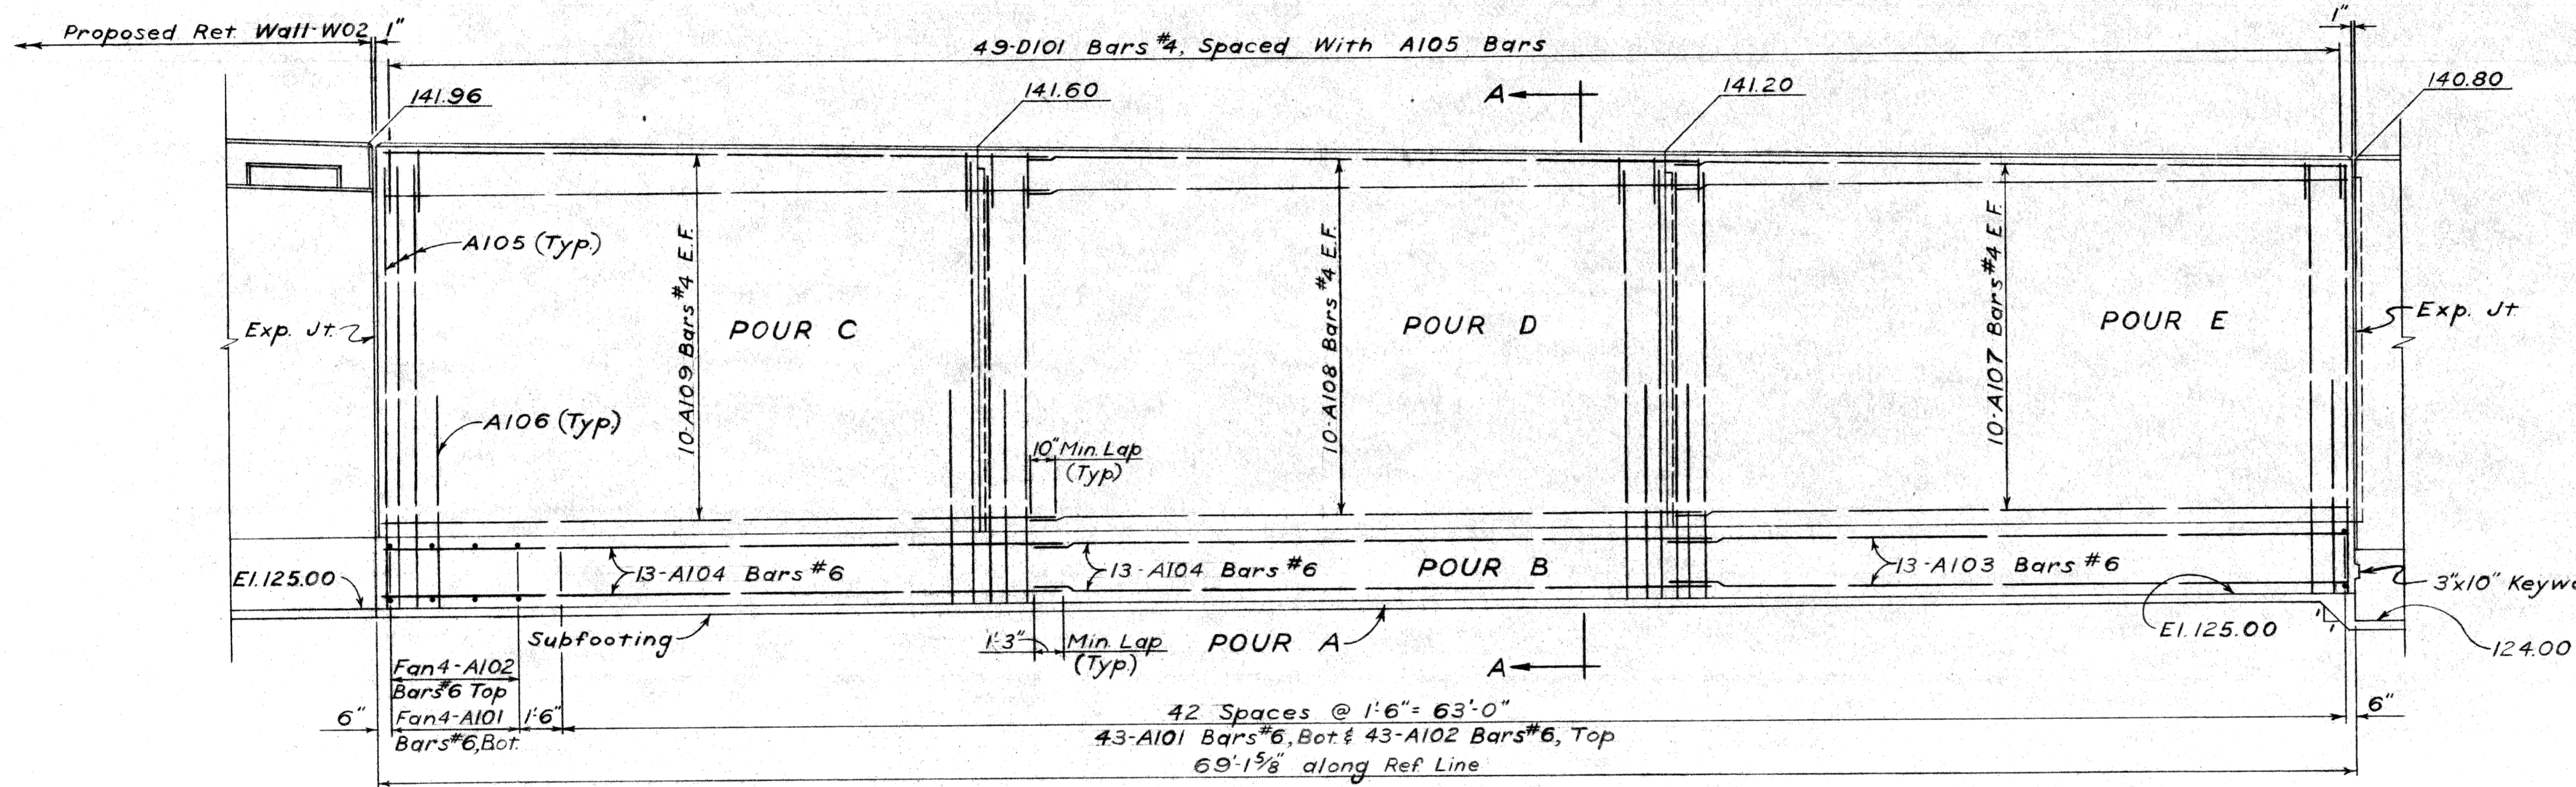 Proposed Ret. Wall-W02
1"
49-D101 Bars #4, Spaced With A105 Bars
1"
141.96
141.60
A
141.20
140.80
A105 (Typ.)
10-A109 Bars #4 E.F.
10-A108 Bars #4 E.F.
10-A107 Bars #4 E.F.
Exp. Jt.
POUR C
POUR D
POUR E
Exp. Jt.
A106 (Typ.)
10" Min. Lap
(Typ.)
El. 125.00
13-A104 Bars #6
13-A104 Bars #6
POUR B
13-A103 Bars #6
3"x10"
Subfooting
1'-3"
Min. Lap
(Typ.)
POUR A
1
1
El. 125.00
124.00
Fan 4-A102
Bars #6 Top
A
6"
Fan 4-A101
1'-6"
Bars #6, Bot.
42 Spaces @ 1'-6" = 63'-0"
6"
43-A101 Bars #6, Bot. & 43-A102 Bars #6, Top
69'-1 5/8" along Ref. Line